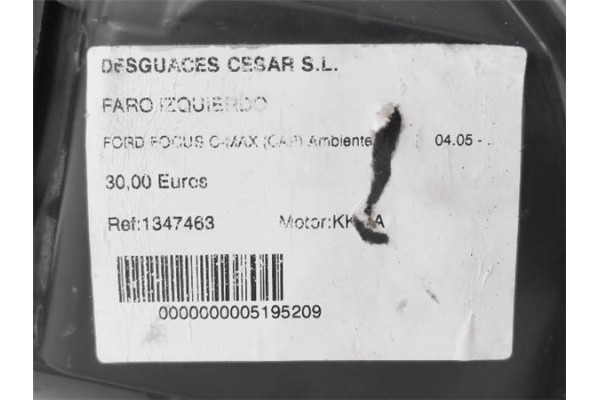 DESGUACES CESAR S.L.
FARO IZQUIERDO
FORD FOCUS C-MAX (CAP) Ambiente 04.05 - ..
30,00 Euros
Ref:1347463 Motor:
0000000005195209